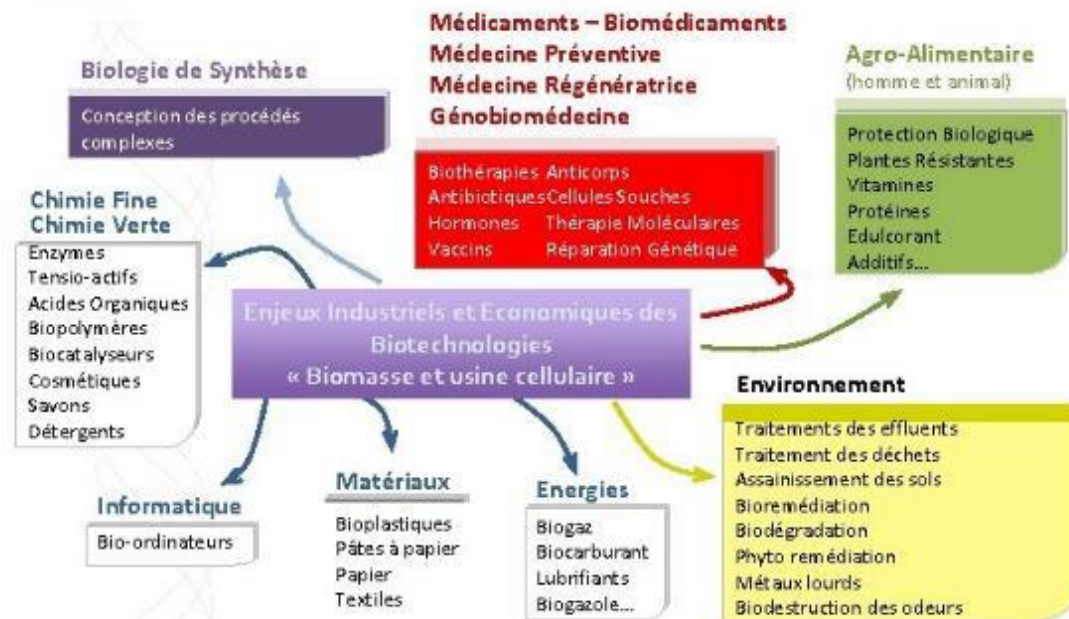 Biologie de Synthèse
Conception des procédés
complexes
Médicaments – Biomédicaments
Médecine Préventive
Médecine Régénératrice
Génobiomédecine
Biothérapies Anticorps
Antibiotiques Cellules Souches
Hormones Thérapie Moléculaires
Vaccins Réparation Génétique
Agro-Alimentaire
(homme et animal)
Protection Biologique
Plantes Résistantes
Vitamines
Protéines
Edulcorant
Additifs...
Chimie Fine
Chimie Verte
Enzymes
Tensio-actifs
Acides Organiques
Biopolymères
Biocatalyseurs
Cosmétiques
Savons
Détergents
Enjeux Industriels et Economiques des
Biotechnologies
« Biomasse et usine cellulaire »
Informatique
Bio-ordinateurs
Matériaux
Bioplastiques
Pâtes à papier
Papier
Textiles
Energies
Biogaz
Biocarburant
Lubrifiants
Biogazole...
Environnement
Traitements des effluents
Traitement des déchets
Assainissement des sols
Bioremédiation
Biodégradation
Phyto remédiation
Métaux lourds
Biodestruction des odeurs